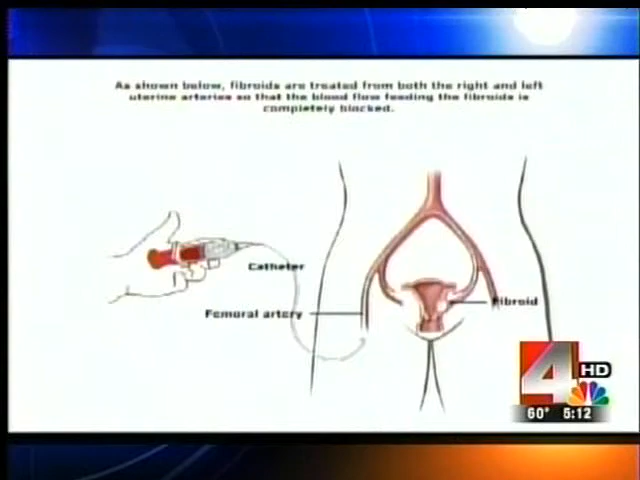 As shown below, fibroids are treated from both the right and left
uterine arteries so that the blood flow feeding the fibroids is
completely blocked.
Catheter
Femoral artery
Fibroid
4
HD
60° 5:12